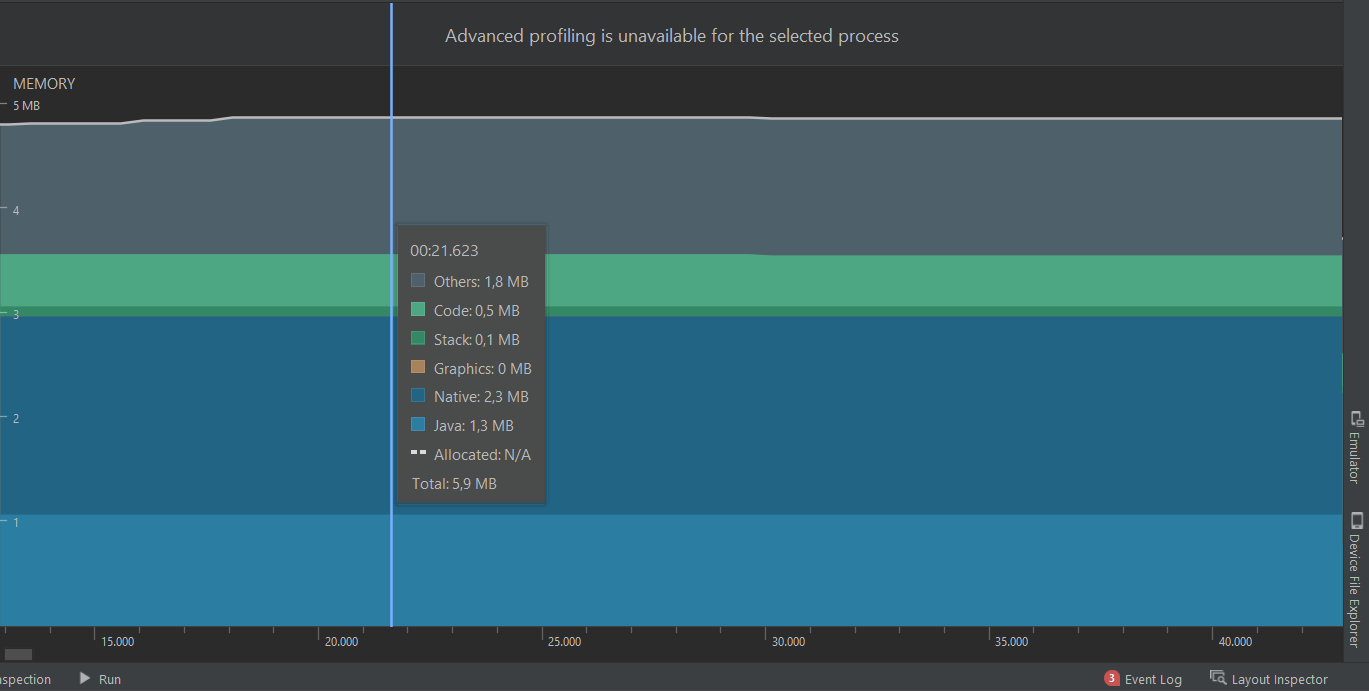 Advanced profiling is unavailable for the selected process
MEMORY
5 MB
4
3
2
1
00:21.623
Others: 1,8 MB
Code: 0,5 MB
Stack: 0,1 MB
Graphics: 0 MB
Native: 2,3 MB
Java: 1,3 MB
Allocated: N/A
Total: 5,9 MB
15.000
20.000
25.000
30.000
35.000
40.000
Emulator
Device File Explorer
nspection
Run
3
Event Log
Layout Inspector